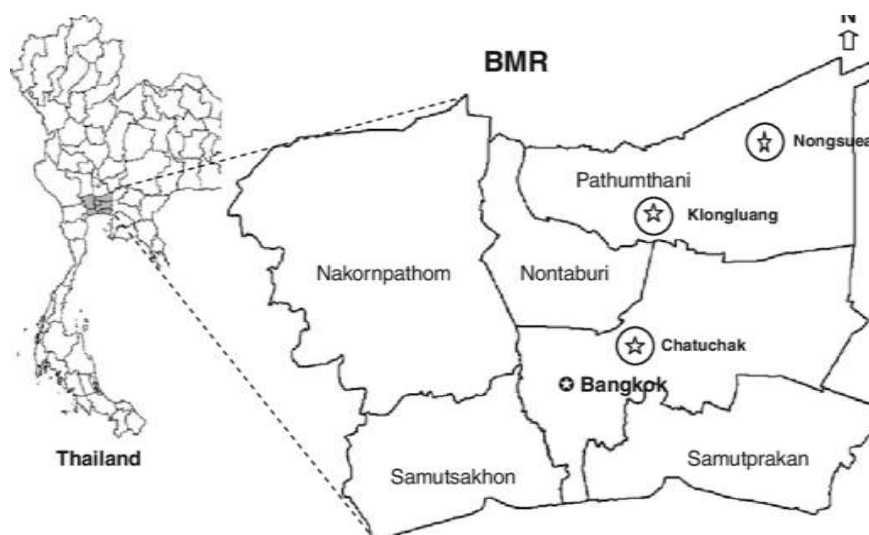 N
BMR
Nongsuea
Pathumthani
Klongluang
Nakornpathom
Nontaburi
Chatuchak
Bangkok
Thailand
Samutsakhon
Samutprakan